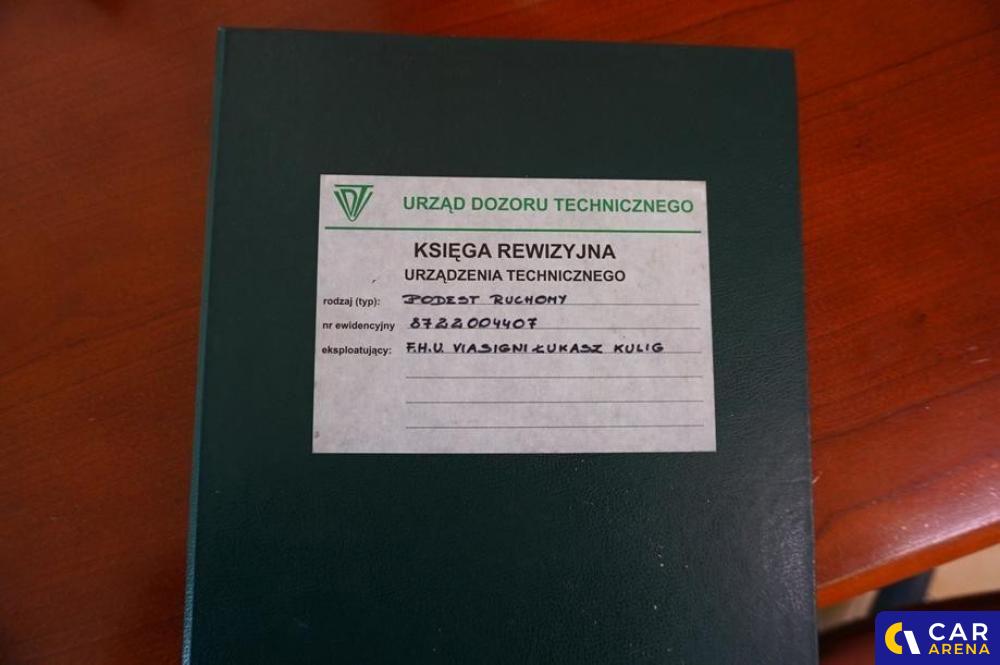 UDT
URZĄD DOZORU TECHNICZNEGO
KSIĘGA REWIZYJNA
URZĄDZENIA TECHNICZNEGO
rodzaj (typ): PODEST RUCHOMY
nr ewidencyjny 8722004407
eksploatujący: F.H.U. VIASIGNI ŁUKASZ KULIG
CAR
ARENA